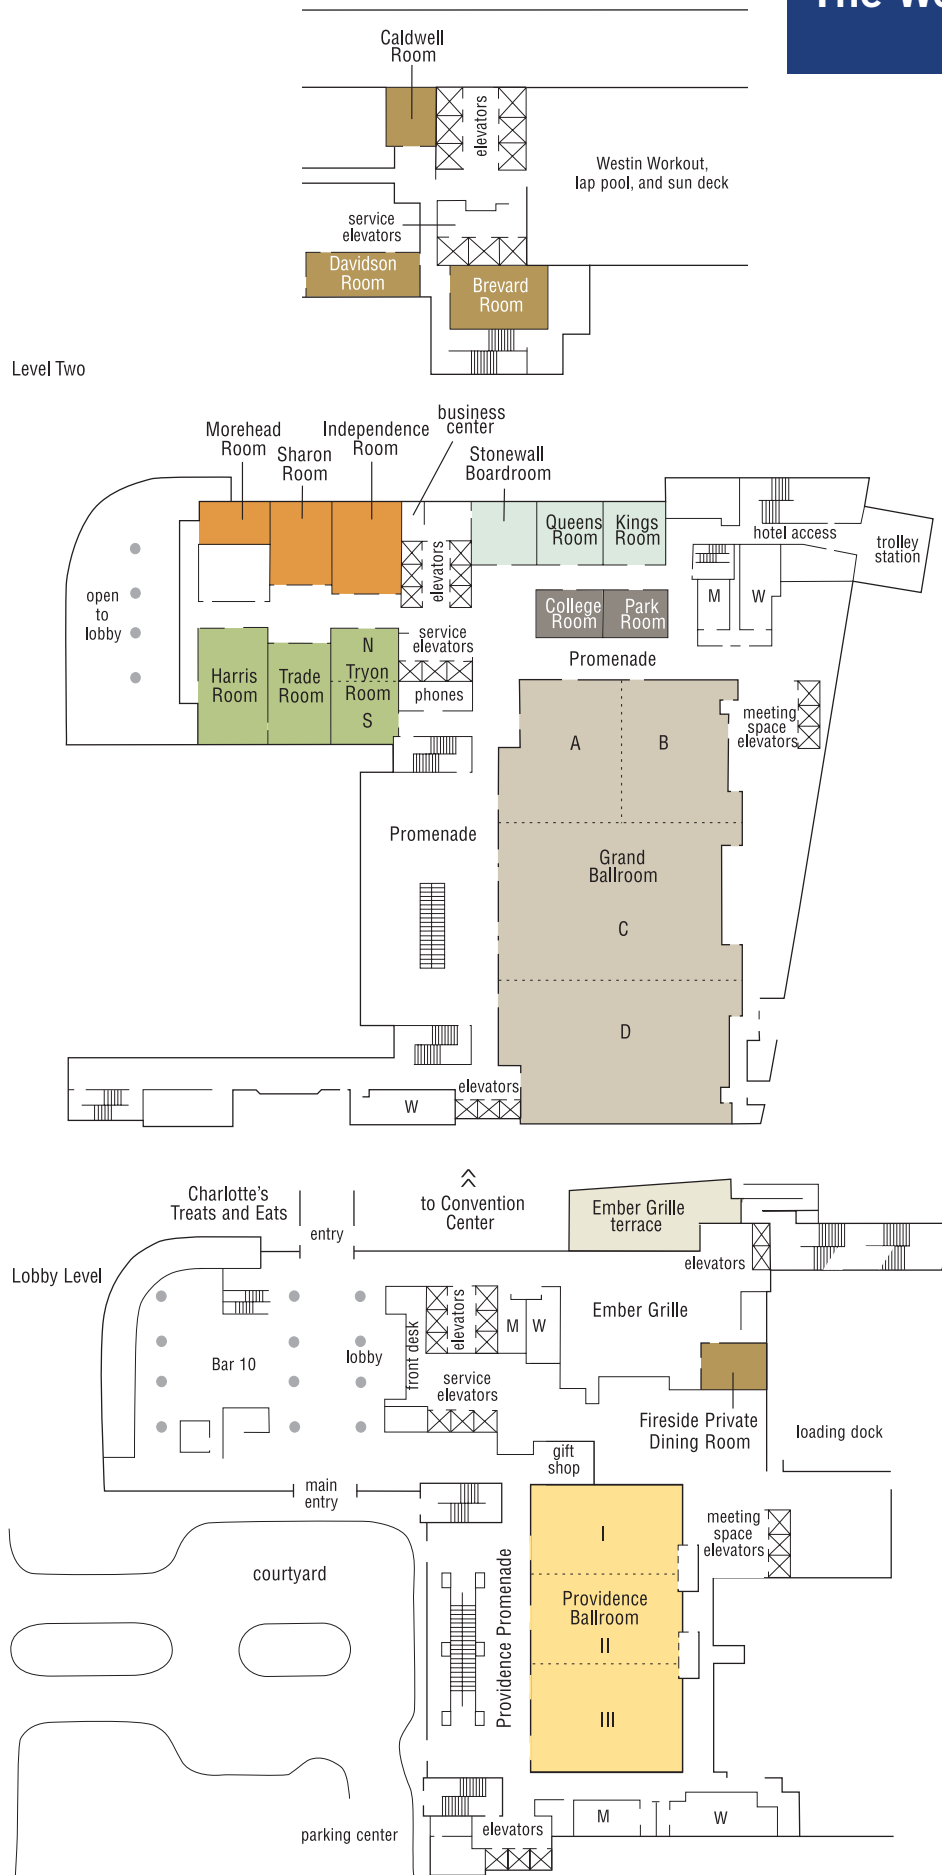 The We
Caldwell
Room
elevators
Westin Workout,
lap pool, and sun deck
service
elevators
Davidson
Room
Brevard
Room
Level Two
Morehead
Room
Sharon
Room
Independence
Room
business
center
Stonewall
Boardroom
Queens
Room
Kings
Room
hotel access
trolley
station
elevators
open
to
lobby
M
W
College
Room
Park
Room
service
elevators
Promenade
Harris
Room
Trade
Room
N
Tryon
Room
S
phones
meeting
space
elevators
A
B
Promenade
Grand
Ballroom
C
D
elevators
W
Charlotte's
Treats and Eats
entry
to Convention
Center
Ember Grille
terrace
elevators
Lobby Level
elevators
M
W
Ember Grille
Bar 10
lobby
front desk
service
elevators
Fireside Private
Dining Room
loading dock
gift
shop
main
entry
I
meeting
space
elevators
courtyard
Providence Promenade
Providence
Ballroom
II
III
M
W
parking center
elevators